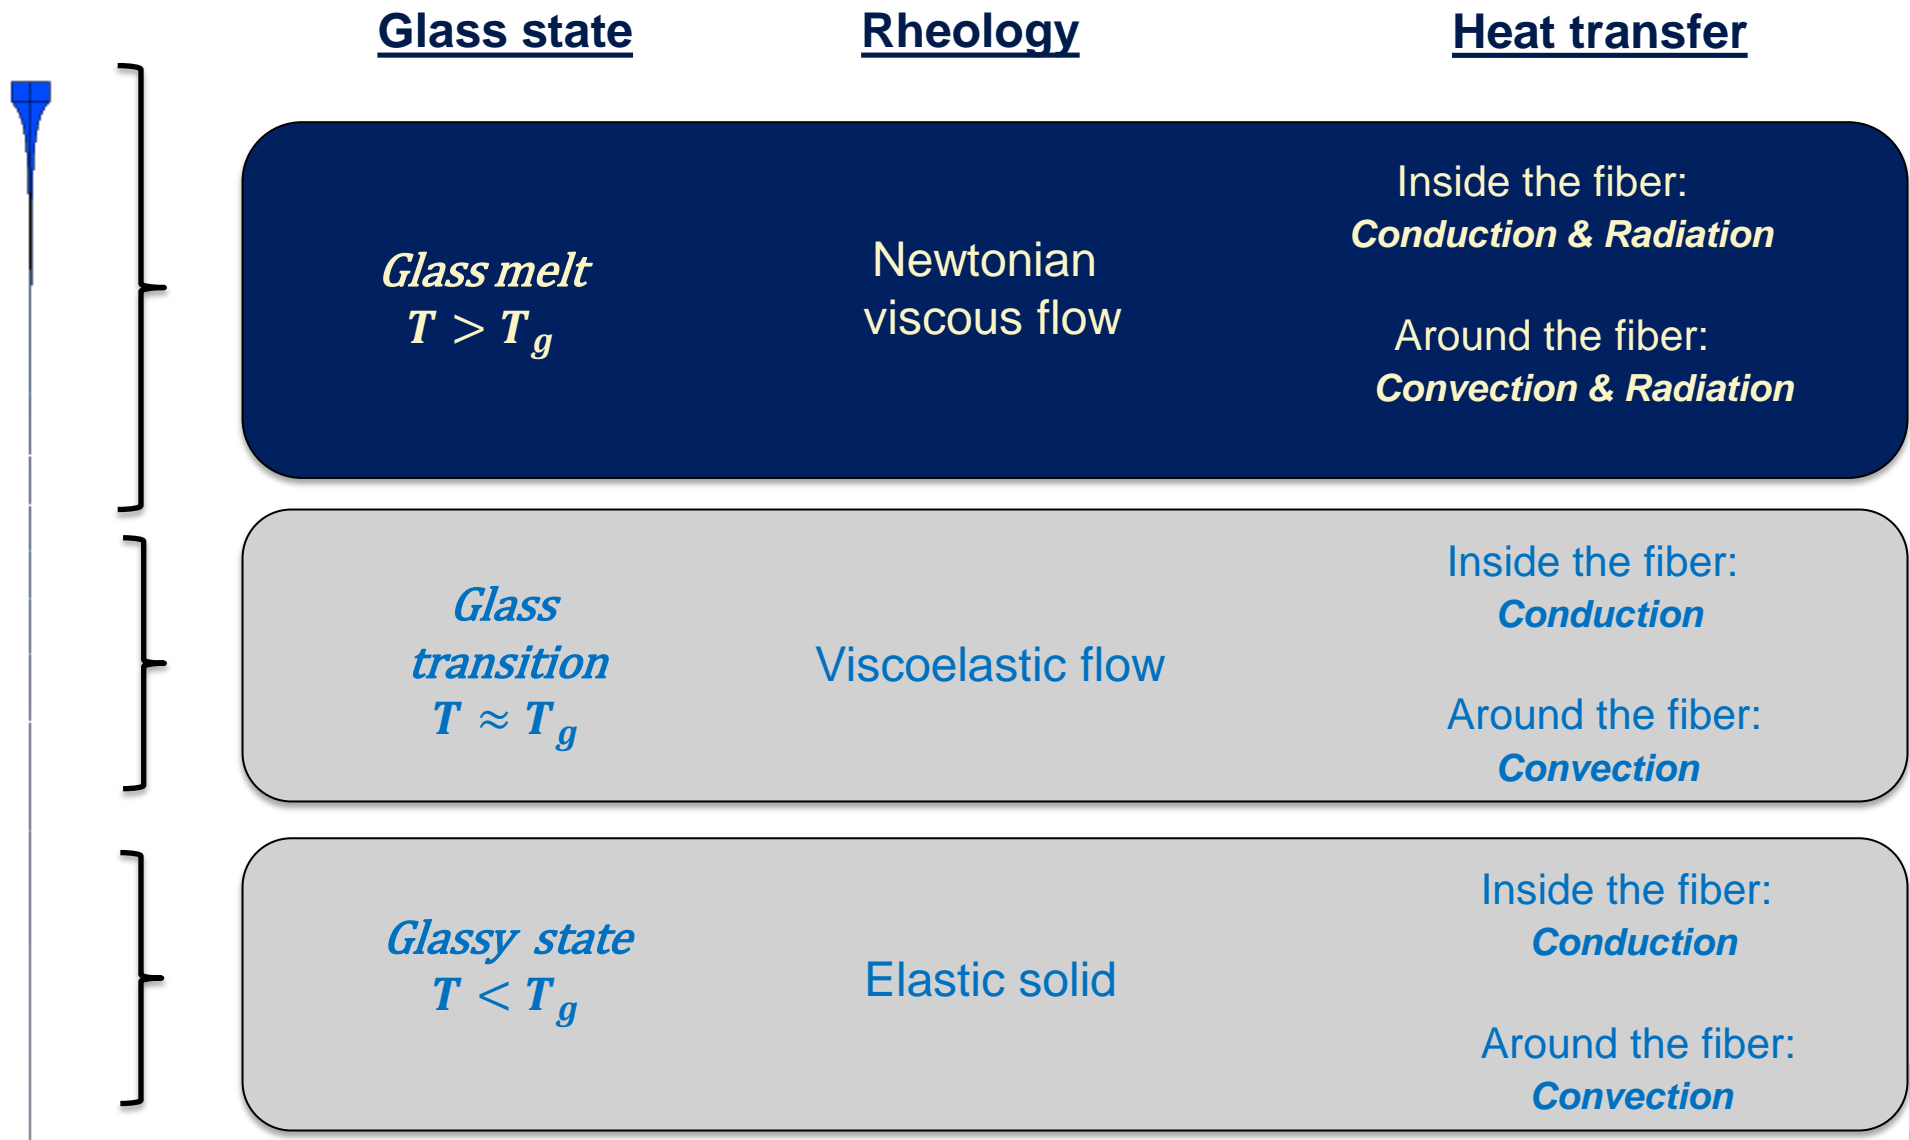 Glass state
Rheology
Heat transfer
Glass melt
T > Tg
Newtonian
viscous flow
Inside the fiber:
Conduction & Radiation
Around the fiber:
Convection & Radiation
Glass
transition
T ≈ Tg
Viscoelastic flow
Inside the fiber:
Conduction
Around the fiber:
Convection
Glassy state
T < Tg
Elastic solid
Inside the fiber:
Conduction
Around the fiber:
Convection